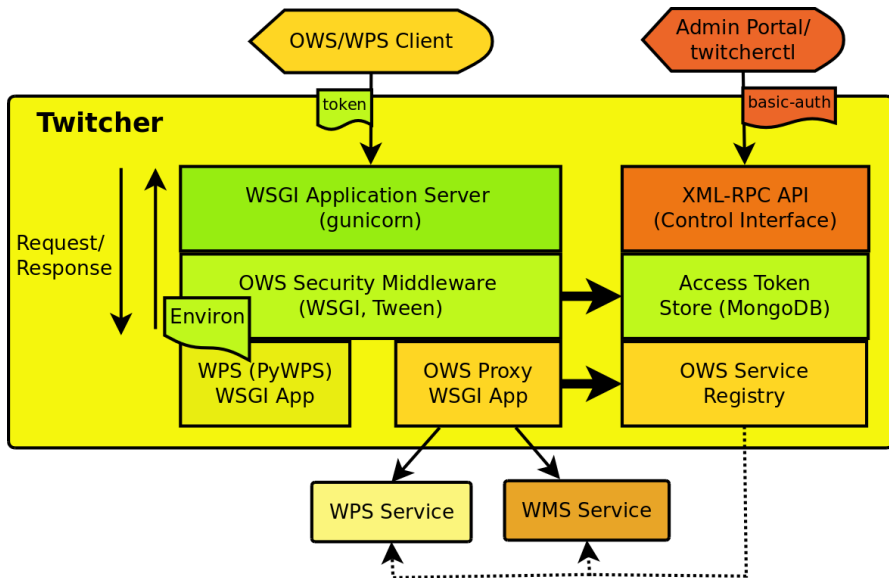 OWS/WPS Client
Admin Portal/
twitcherctl
token
basic-auth
Twitcher
WSGI Application Server
(gunicorn)
XML-RPC API
(Control Interface)
Request/
Response
OWS Security Middleware
(WSGI, Tween)
Access Token
Store (MongoDB)
Environ
WPS (PyWPS)
WSGI App
OWS Proxy
WSGI App
OWS Service
Registry
WPS Service
WMS Service